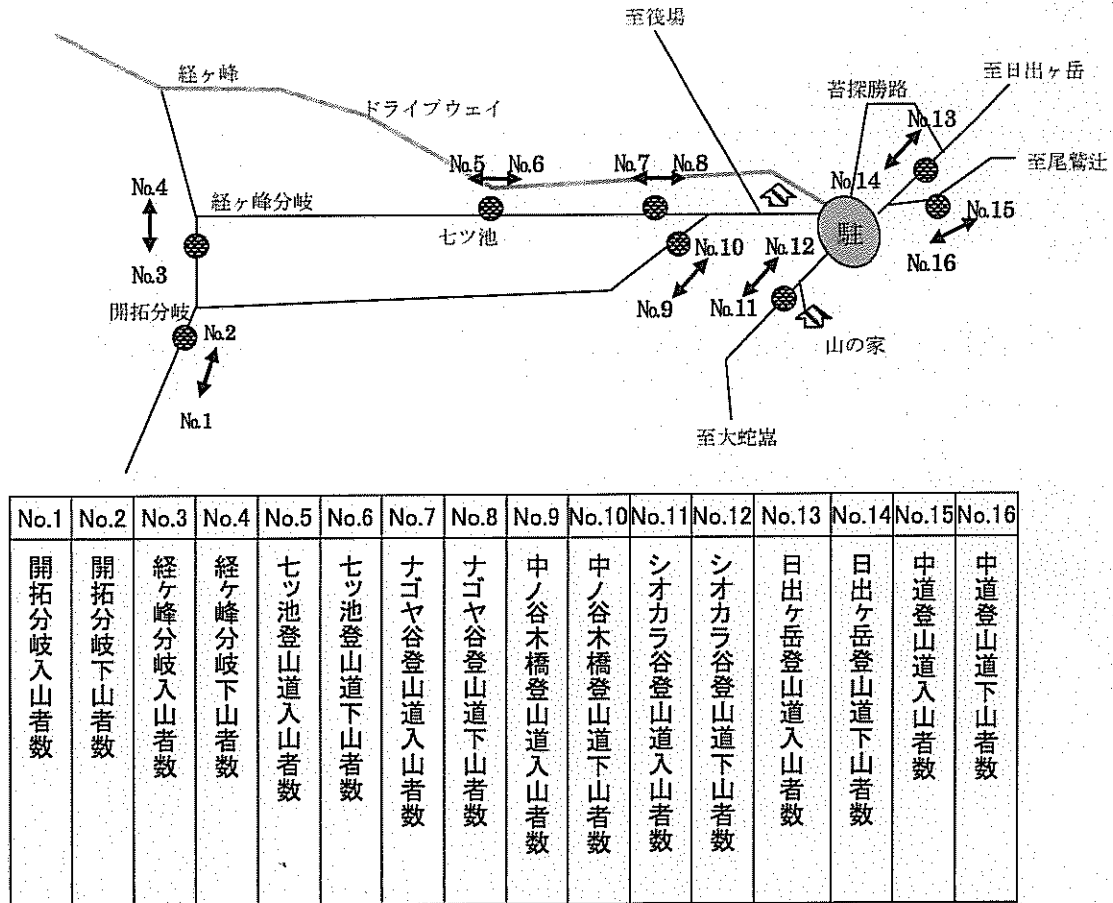 至筏場
経ヶ峰
至日出ヶ岳
苔探勝路
ドライブウェイ
No.13
No.5
No.6
No.7
No.8
至尾鷲辻
No.4
No.14
経ヶ峰分岐
No.15
七ツ池
駐
No.10
No.12
No.16
No.3
No.9
No.11
開拓分岐
No.2
山の家
No.1
至大蛇嵓
No.1 No.2 No.3 No.4 No.5 No.6 No.7 No.8 No.9 No.10 No.11 No.12 No.13 No.14 No.15 No.16
開拓分岐入山者数
開拓分岐下山者数
経ヶ峰分岐入山者数
経ヶ峰分岐下山者数
七ツ池登山道入山者数
七ツ池登山道下山者数
ナゴヤ谷登山道入山者数
ナゴヤ谷登山道下山者数
中ノ谷木橋登山道入山者数
中ノ谷木橋登山道下山者数
シオカラ谷登山道入山者数
シオカラ谷登山道下山者数
日出ヶ岳登山道入山者数
日出ヶ岳登山道下山者数
中道登山道入山者数
中道登山道下山者数